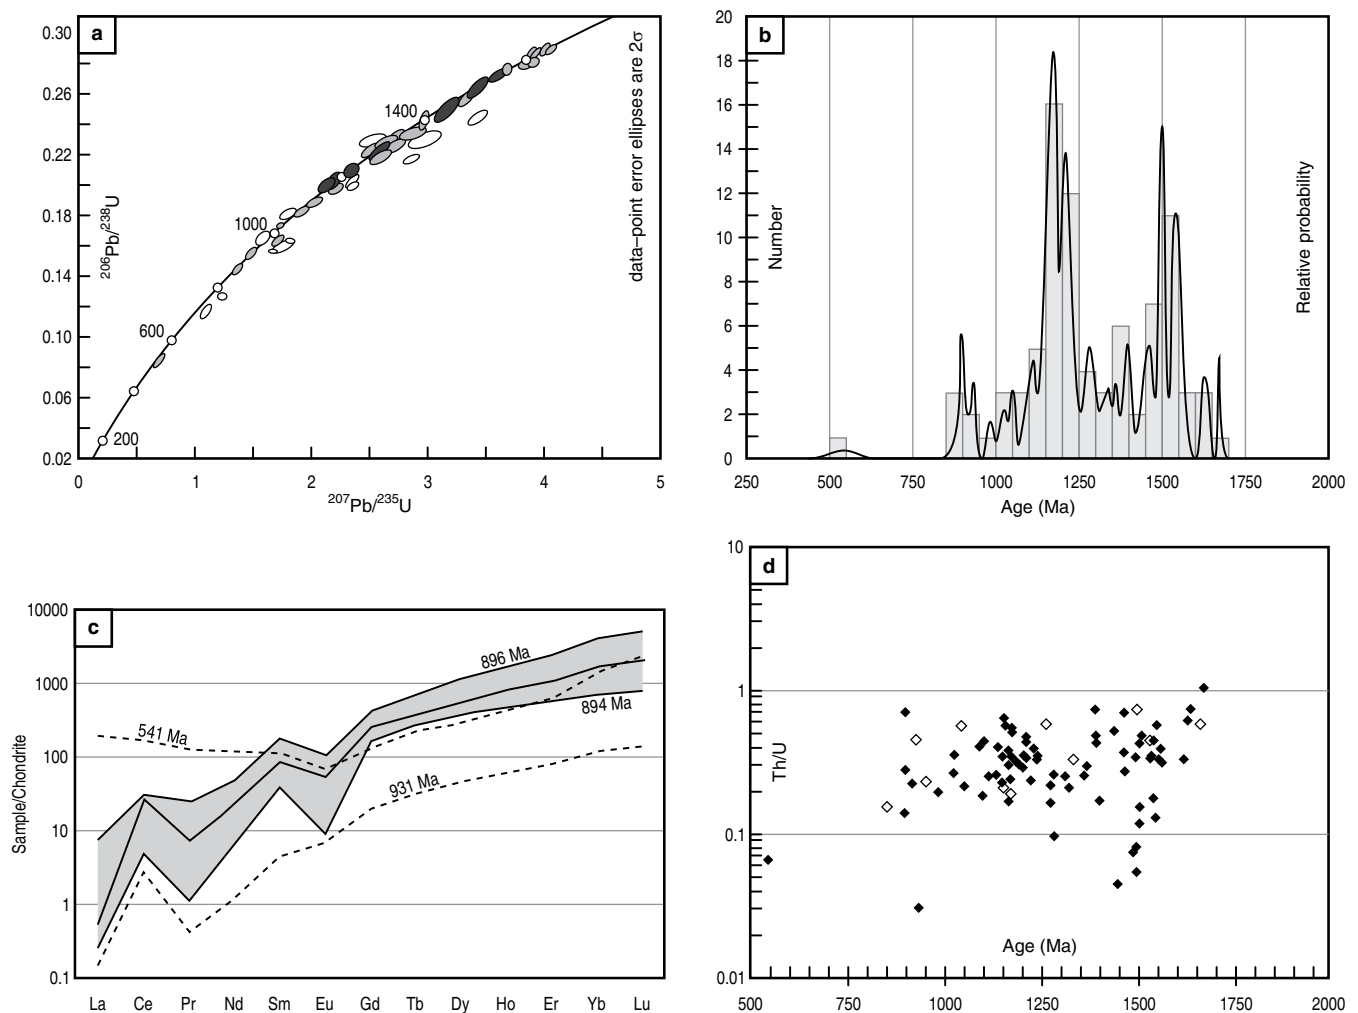 a
0.30
0.26
0.22
0.18
0.14
0.10
0.06
0.02
206Pb/238U
1400
1000
600
200
data–point error ellipses are 2σ
0 1 2 3 4 5
207Pb/235U
b
20
18
16
14
12
10
8
6
4
2
0
Number
Relative probability
250 500 750 1000 1250 1500 1750 2000
Age (Ma)
c
10000
1000
100
10
1
0.1
Sample/Chondrite
896 Ma
894 Ma
541 Ma
931 Ma
La Ce Pr Nd Sm Eu Gd Tb Dy Ho Er Yb Lu
d
10
1
0.1
0.01
Th/U
Age (Ma)
500 750 1000 1250 1500 1750 2000